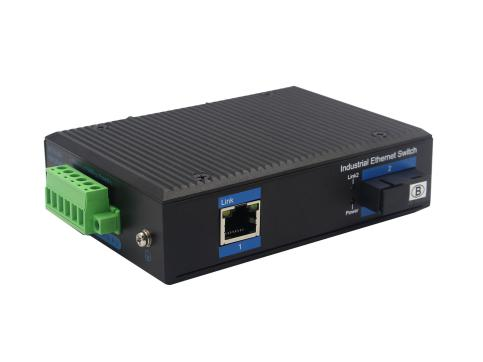 Industrial Ethernet Switch
Link2
2
Link
B
Power
1